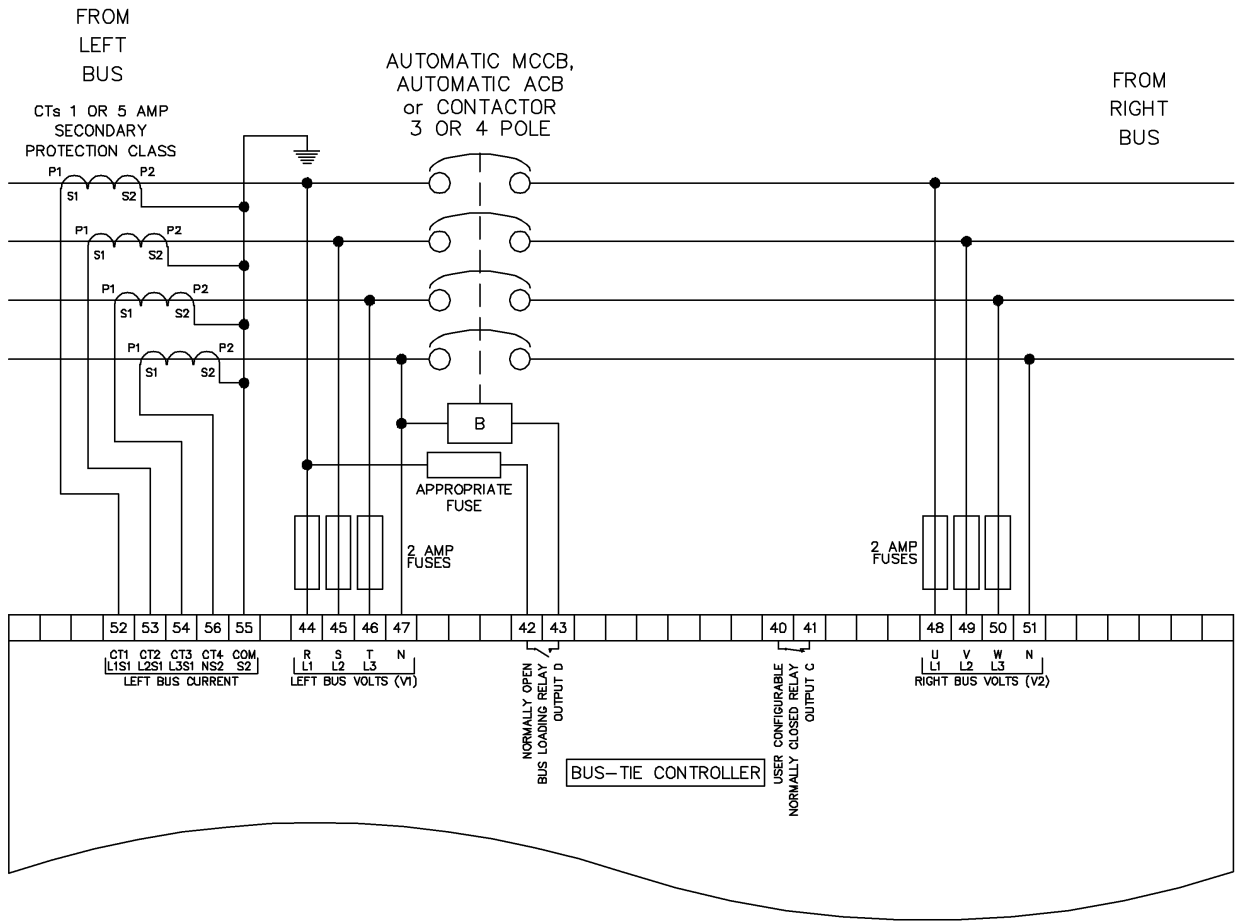 FROM
LEFT
BUS
CTs 1 OR 5 AMP
SECONDARY
PROTECTION CLASS
AUTOMATIC MCCB,
AUTOMATIC ACB
or CONTACTOR
3 OR 4 POLE
FROM
RIGHT
BUS
P1 P2
S1 S2
P1 P2
S1 S2
P1 P2
S1 S2
P1 P2
S1 S2
B
APPROPRIATE
FUSE
2 AMP
FUSES
2 AMP
FUSES
52 53 54 56 55 44 45 46 47 42 43 40 41 48 49 50 51
CT1 CT2 CT3 CT4 COM
L1S1 L2S1 L3S1 NS2 S2
LEFT BUS CURRENT
R S T N
L1 L2 L3
LEFT BUS VOLTS (V1)
NORMALLY OPEN
BUS LOADING RELAY
OUTPUT D
USER CONFIGURABLE
NORMALLY CLOSED RELAY
OUTPUT C
U V W N
L1 L2 L3
RIGHT BUS VOLTS (V2)
BUS-TIE CONTROLLER